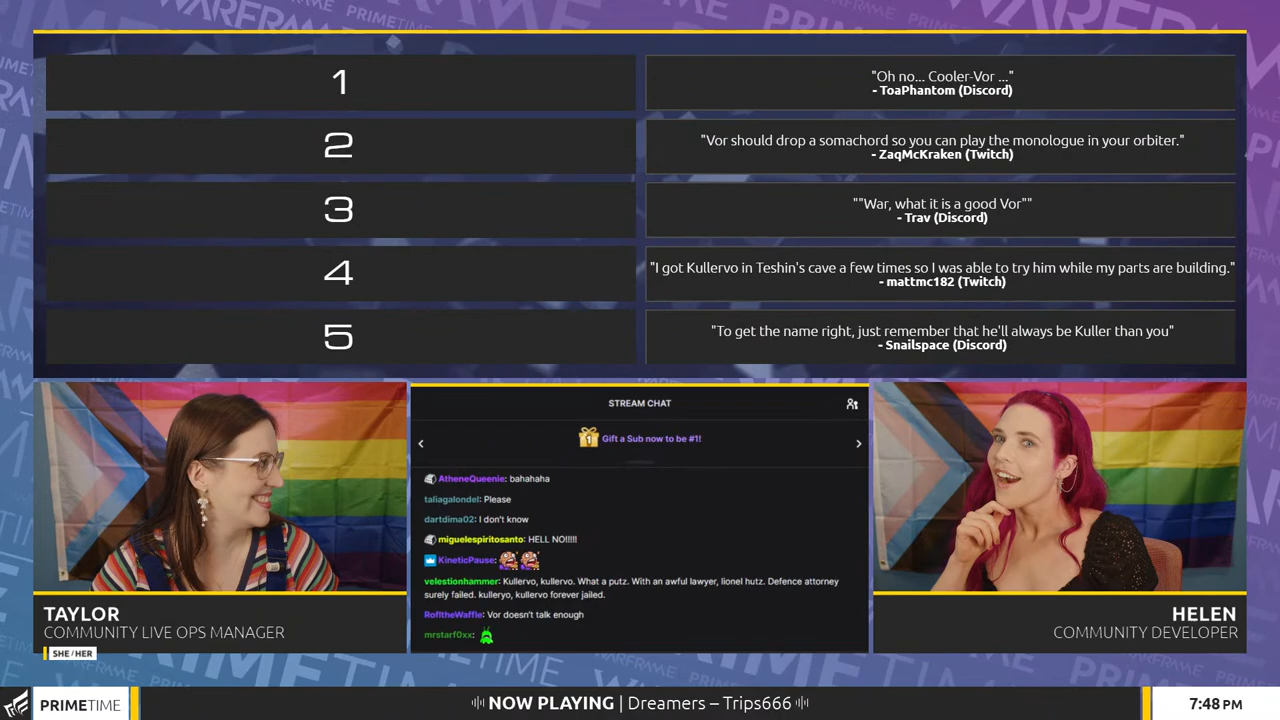 1
"Oh no... Cooler-Vor ..."
- ToaPhantom (Discord)
2
"Vor should drop a somachord so you can play the monologue in your orbiter."
- ZaqMcKraken (Twitch)
3
""War, what it is a good Vor""
- Trav (Discord)
4
"I got Kullervo in Teshin's cave a few times so I was able to try him while my parts are building."
- mattmc182 (Twitch)
5
"To get the name right, just remember that he'll always be Kuller than you"
- Snailspace (Discord)
STREAM CHAT
1
Gift a Sub now to be #1!
AtheneQueenie: bahahaha
taliagalondel: Please
dartdima02: I don't know
miguelespiritosanto: HELL NO!!!!!
KineticPause:
velestionhammer: Kullervo, kullervo. What a putz. With an awful lawyer, lionel hutz. Defence attorney
surely failed. kulleryo, kullervo forever jailed.
RofltheWaffle: Vor doesn't talk enough
mrstarf0xx:
TAYLOR
COMMUNITY LIVE OPS MANAGER
SHE/HER
HELEN
COMMUNITY DEVELOPER
PRIMETIME
NOW PLAYING | Dreamers – Trips666
7:48 PM